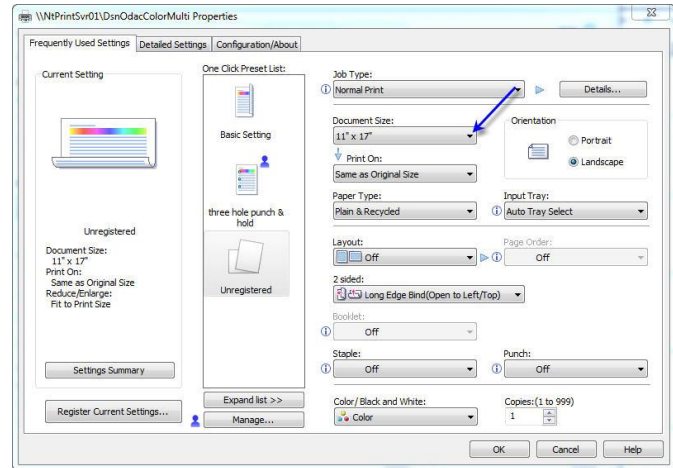 \\NtPrintSvr01\DsnOdacColorMulti Properties
Frequently Used Settings
Detailed Settings
Configuration/About
Current Setting
Unregistered
Document Size:
11" x 17"
Print On:
Same as Original Size
Reduce/Enlarge:
Fit to Print Size
Settings Summary
Register Current Settings...
One Click Preset List:
Basic Setting
three hole punch &
hold
Unregistered
Expand list >>
Manage...
Job Type:
Normal Print
Details...
Document Size:
11" x 17"
Print On:
Same as Original Size
Orientation
Portrait
Landscape
Paper Type:
Plain & Recycled
Input Tray:
Auto Tray Select
Layout:
Off
Page Order:
Off
2 sided:
Long Edge Bind(Open to Left/Top)
Booklet:
Off
Staple:
Off
Punch:
Off
Color/ Black and White:
Color
Copies:(1 to 999)
1
OK
Cancel
Help